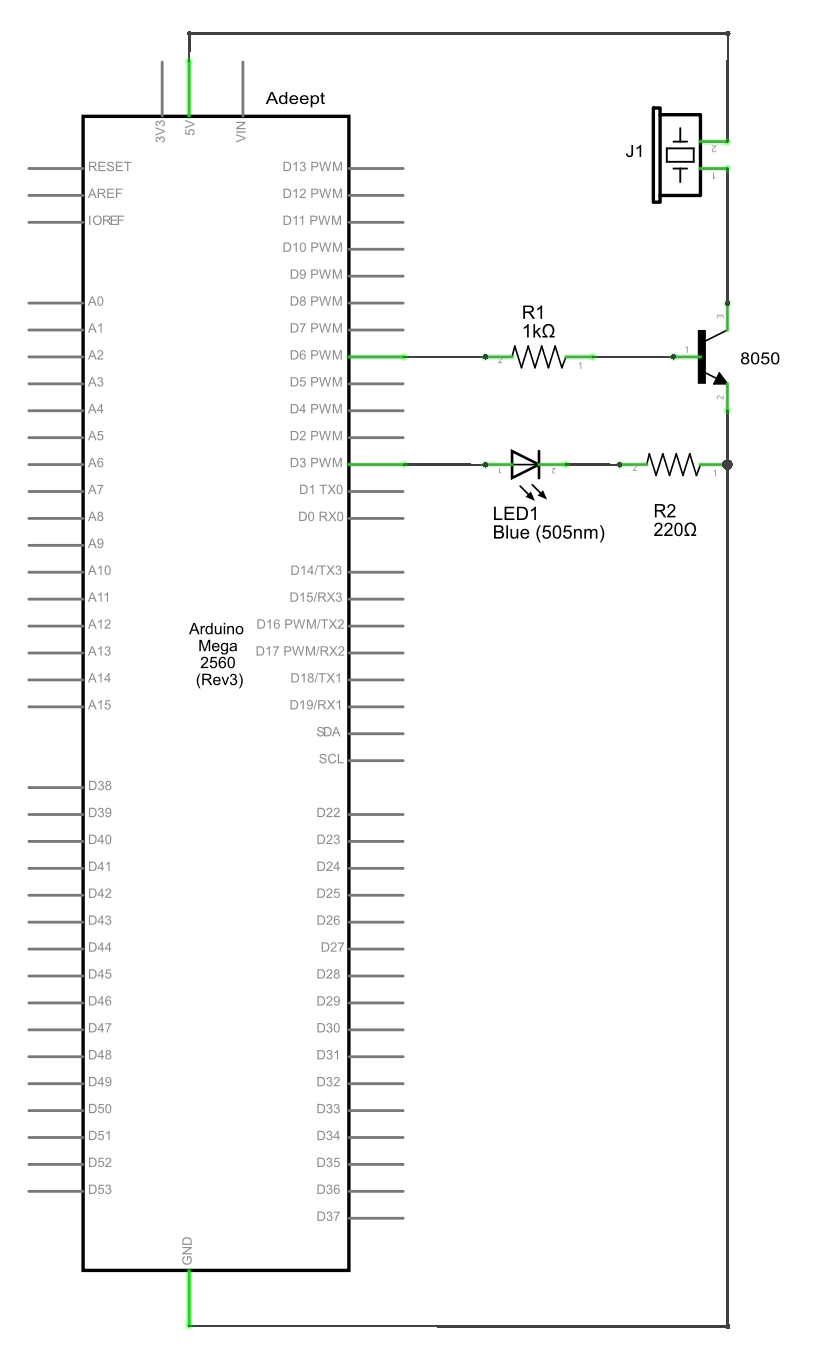 Adeept
3V3
5V
VIN
RESET
AREF
IOREF
A0
A1
A2
A3
A4
A5
A6
A7
A8
A9
A10
A11
A12
A13
A14
A15
D38
D39
D40
D41
D42
D43
D44
D45
D46
D47
D48
D49
D50
D51
D52
D53
D13 PWM
D12 PWM
D11 PWM
D10 PWM
D9 PWM
D8 PWM
D7 PWM
D6 PWM
D5 PWM
D4 PWM
D2 PWM
D3 PWM
D1 TX0
D0 RX0
D14/TX3
D15/RX3
D16 PWM/TX2
D17 PWM/RX2
D18/TX1
D19/RX1
SDA
SCL
D22
D23
D24
D25
D26
D27
D28
D29
D30
D31
D32
D33
D34
D35
D36
D37
Arduino
Mega
2560
(Rev3)
GND
J1
2
1
R1
1kΩ
2
1
3
1
2
8050
1
2
LED1
Blue (505nm)
2
1
R2
220Ω